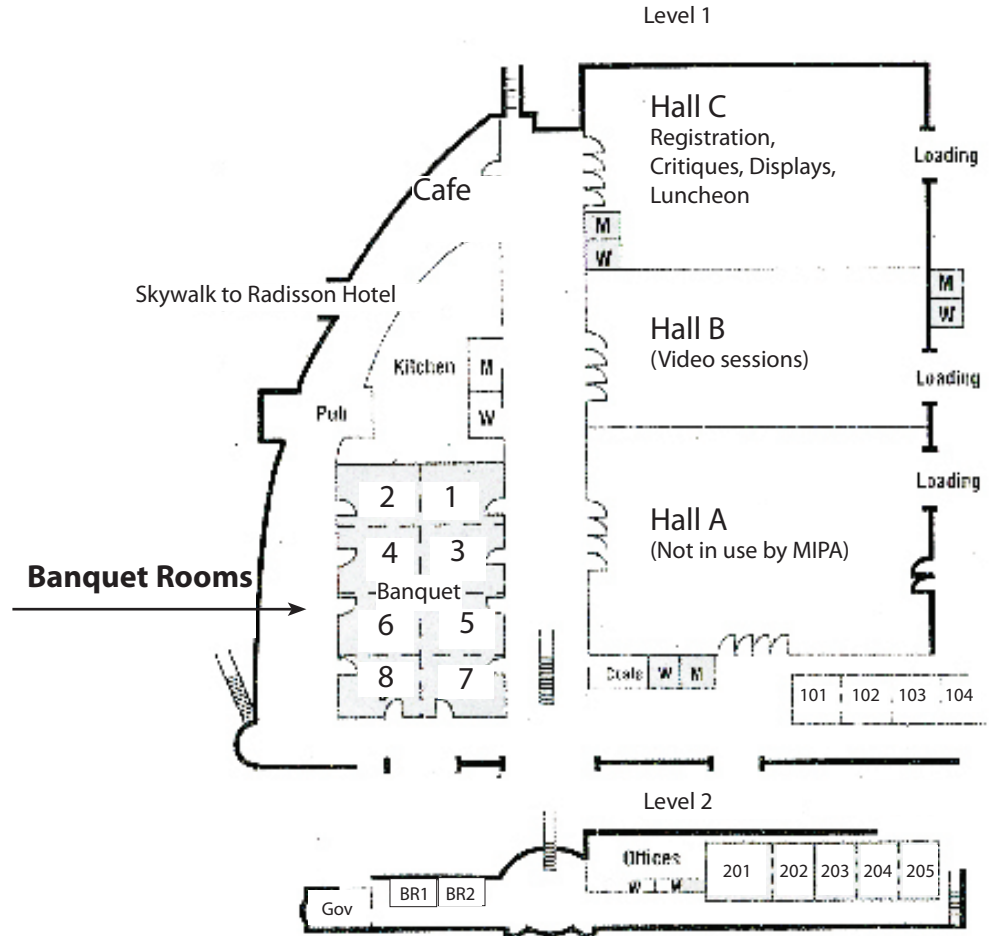 Level 1
Hall C
Registration,
Critiques, Displays,
Luncheon
Loading
Cafe
M
W
Skywalk to Radisson Hotel
M
W
Hall B
(Video sessions)
Kitchen
M
Loading
Pub
W
Loading
2
1
Hall A
(Not in use by MIPA)
4
3
Banquet Rooms
Banquet
6
5
8
7
Coats
W
M
101
102
103
104
Level 2
Offices
W
M
201
202
203
204
205
BR1
BR2
Gov